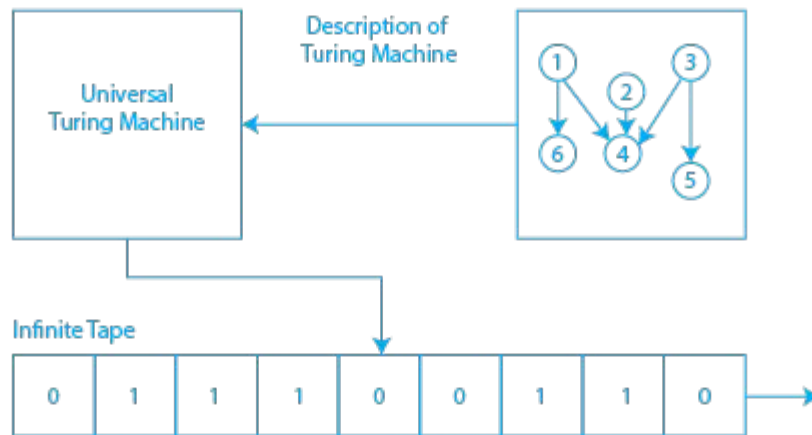 Description of
Turing Machine
Universal
Turing Machine
1
3
2
6
4
5
Infinite Tape
0 1 1 1 0 0 1 1 0